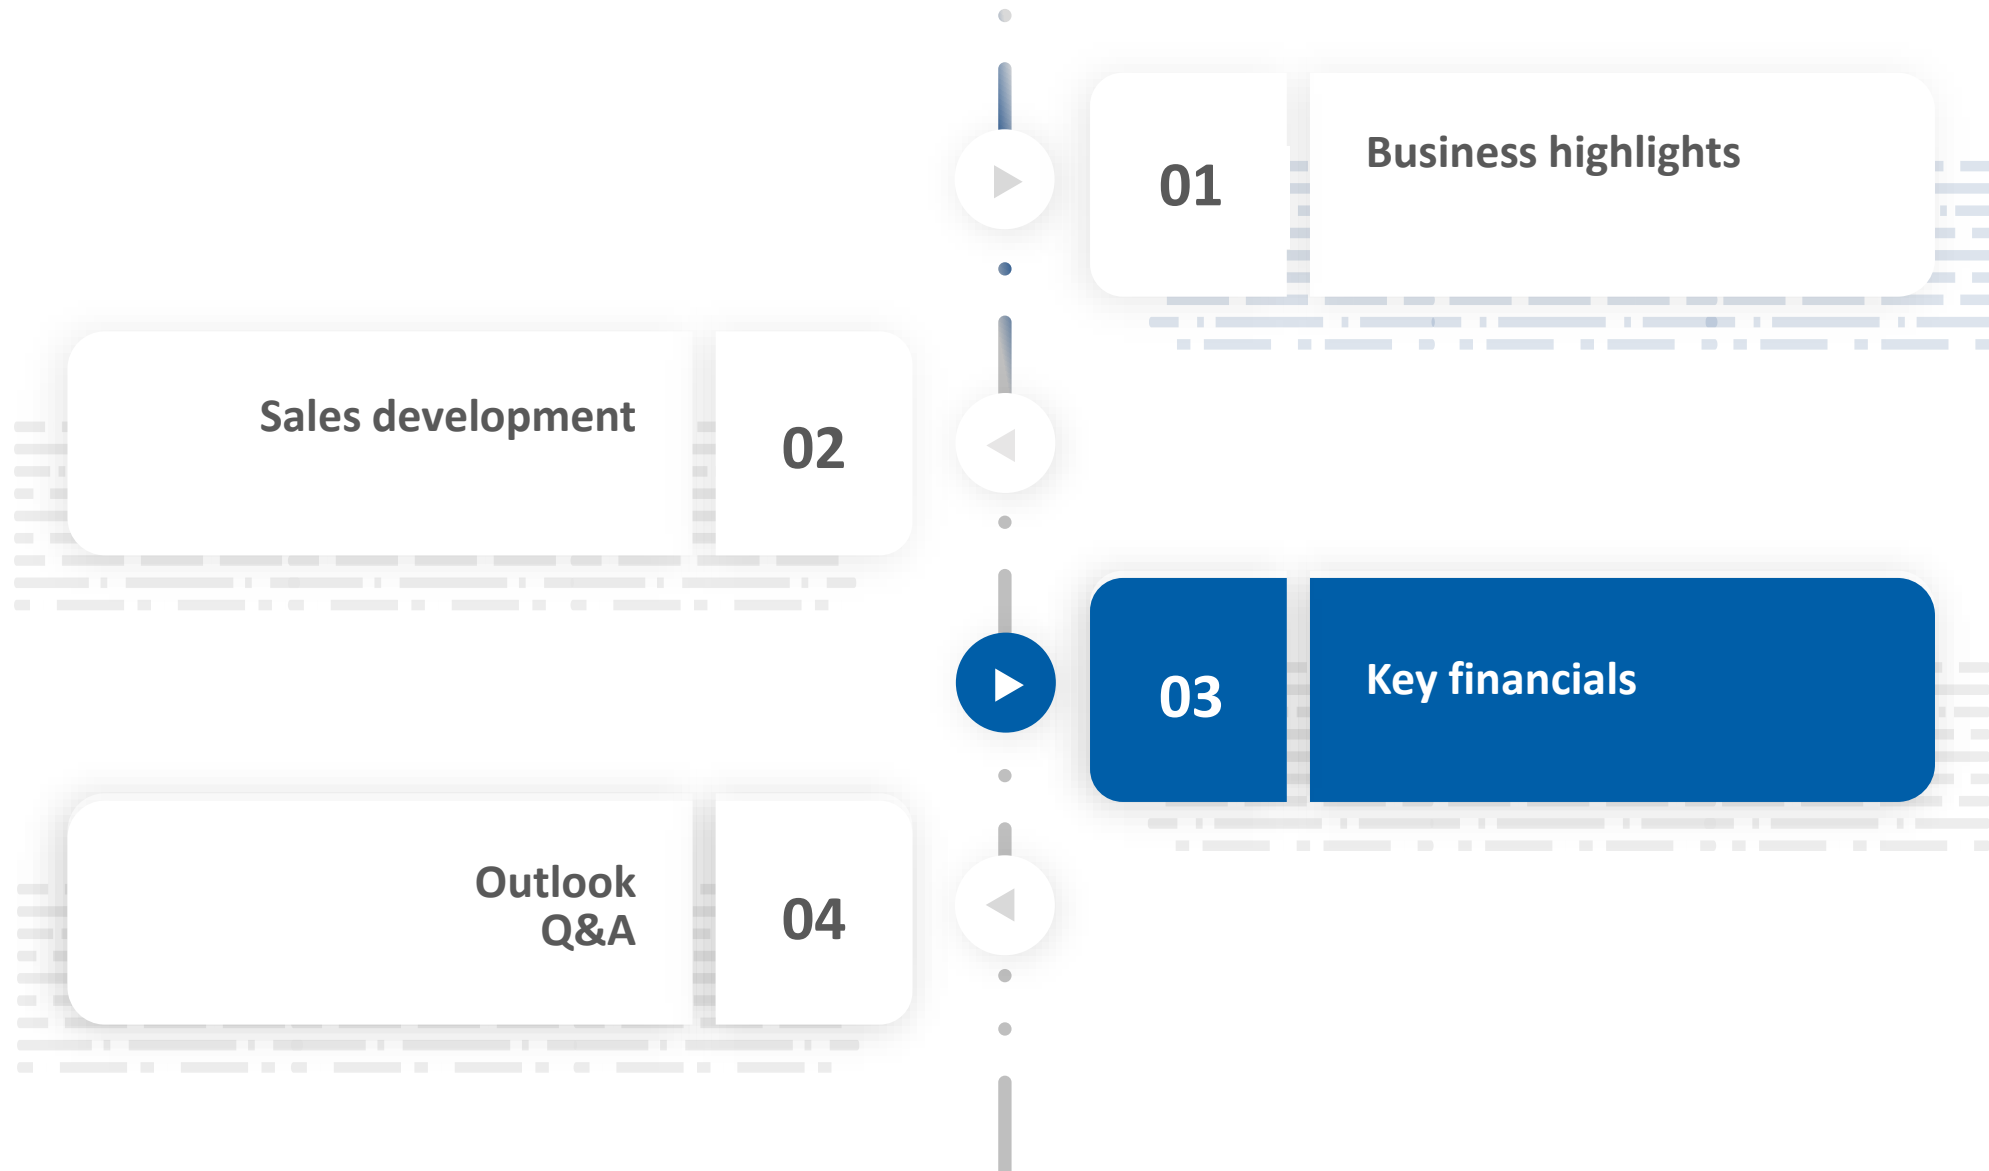 01
Business highlights
Sales development
02
03
Key financials
Outlook
Q&A
04